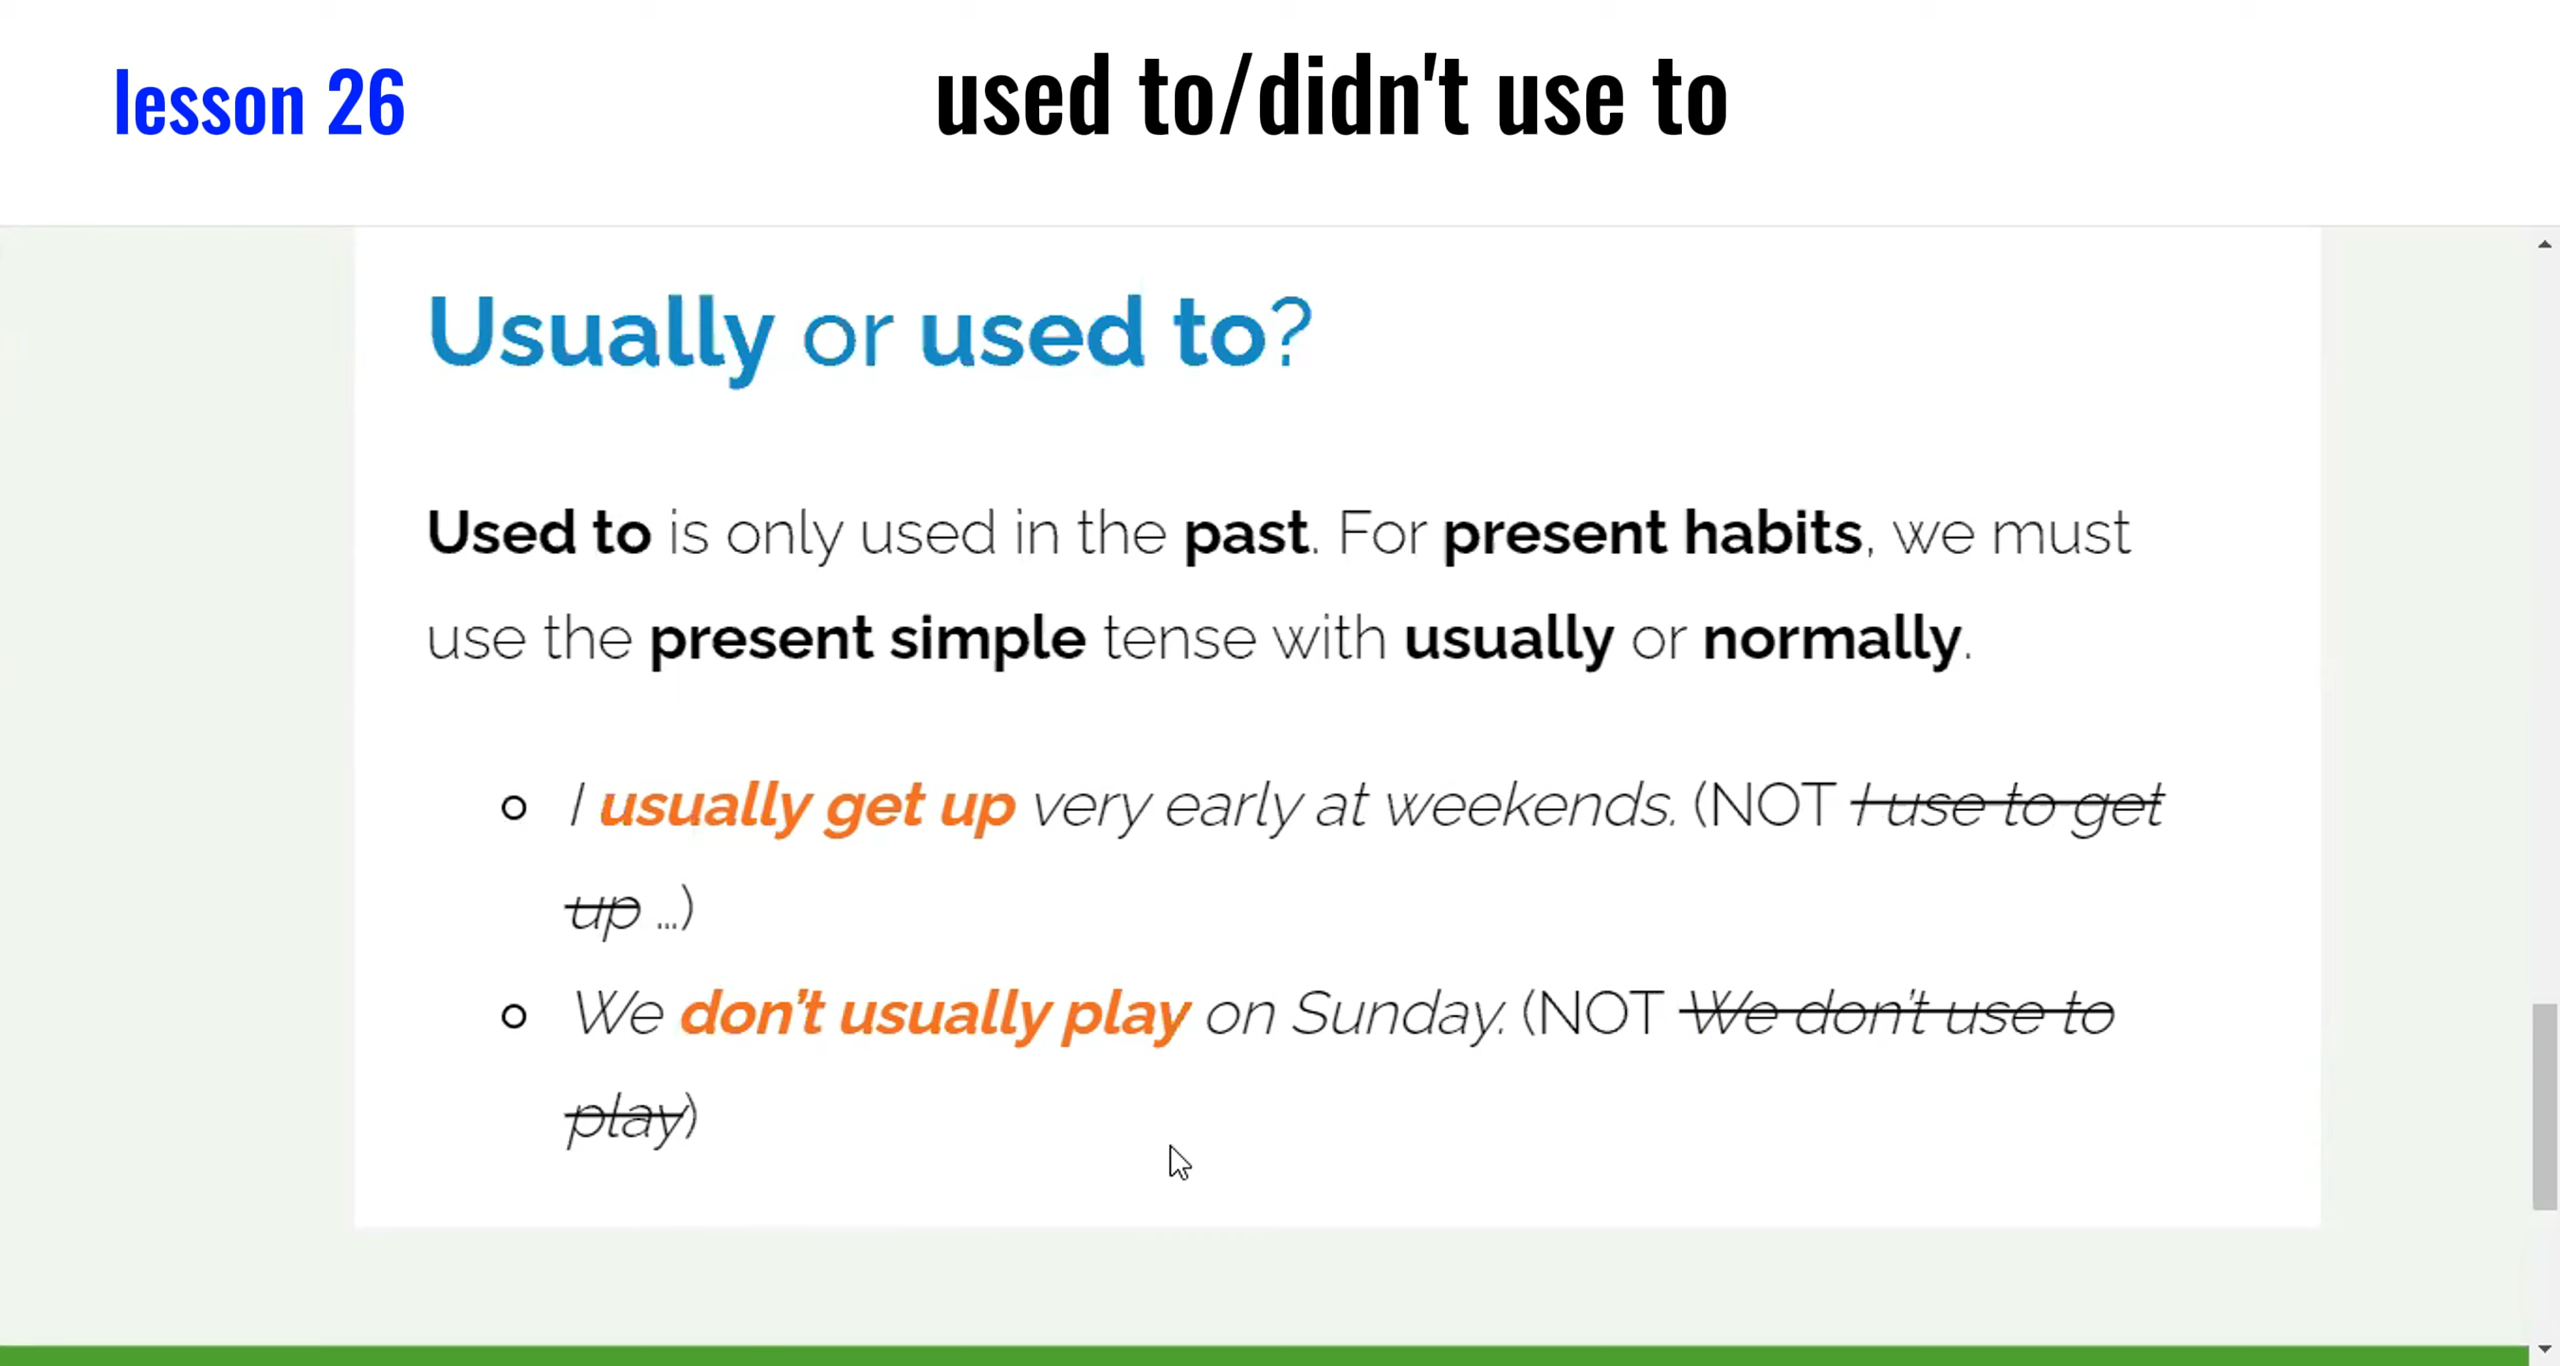 lesson 26
used to/didn't use to
Usually or used to?
Used to is only used in the past. For present habits, we must
use the present simple tense with usually or normally.
I usually get up very early at weekends. (NOT I use to get
up ...)
We don’t usually play on Sunday. (NOT We don’t use to
play)